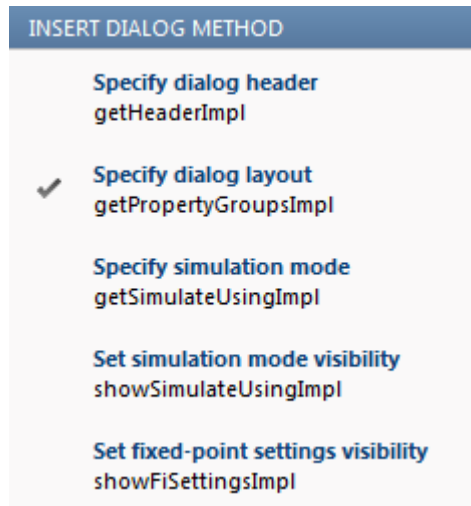 INSERT DIALOG METHOD
Specify dialog header
getHeaderImpl
Specify dialog layout
getPropertyGroupsImpl
Specify simulation mode
getSimulateUsingImpl
Set simulation mode visibility
showSimulateUsingImpl
Set fixed-point settings visibility
showFiSettingsImpl